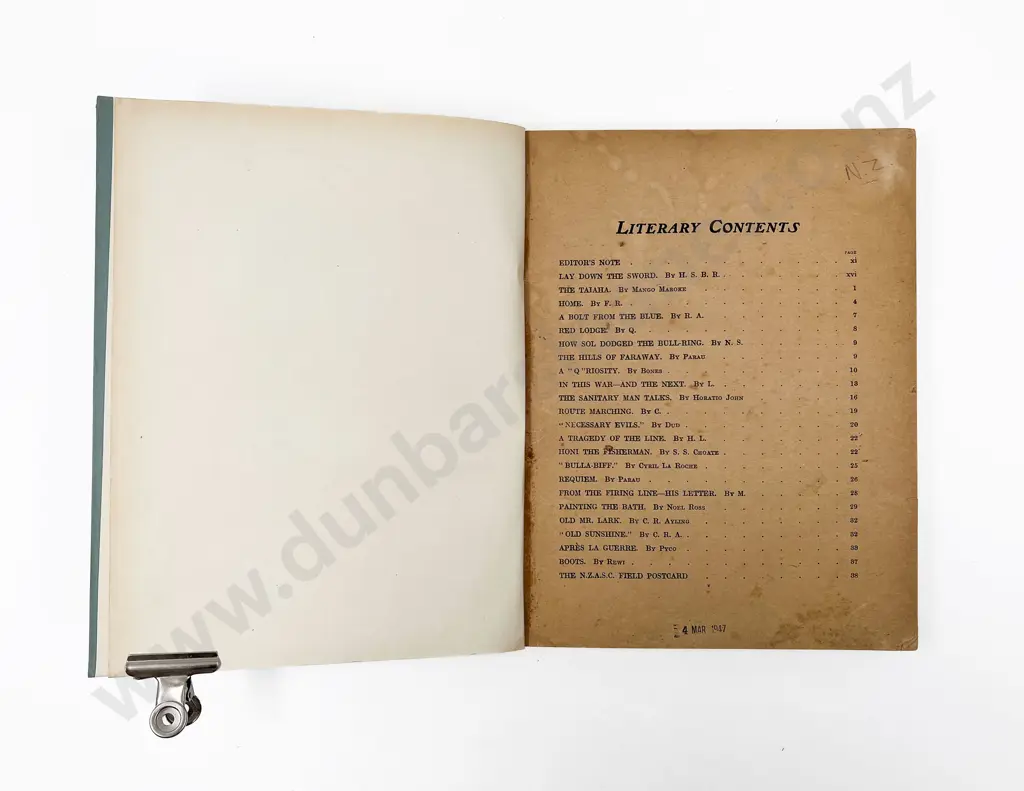 N.Z.
LITERARY CONTENTS
PAGE
EDITOR'S NOTE . . . . . . . . . . . . xi
LAY DOWN THE SWORD. By H. S. B. R. . . . . . . . xvi
THE TAIAHA. By Mango Maroke . . . . . . . . 1
HOME. By F. R. . . . . . . . . . . . 4
A BOLT FROM THE BLUE. By R. A. . . . . . . . . 7
RED LODGE. By Q. . . . . . . . . . . . 8
HOW SOL DODGED THE BULL-RING. By N. S. . . . . . . 9
THE HILLS OF FARAWAY. By Parau . . . . . . . 9
A "Q"RIOSITY. By Bones . . . . . . . . . . 10
IN THIS WAR—AND THE NEXT. By L. . . . . . . . 13
THE SANITARY MAN TALKS. By Horatio John . . . . . . 16
ROUTE MARCHING. By C. . . . . . . . . . . 19
"NECESSARY EVILS." By Dud . . . . . . . . . 20
A TRAGEDY OF THE LINE. By H. L. . . . . . . . . 22
HONI THE FISHERMAN. By S. S. Choate . . . . . . . 22
"BULLA-BIFF." By Cyril La Roche . . . . . . . . 25
REQUIEM. By Parau . . . . . . . . . . . 26
FROM THE FIRING LINE—HIS LETTER. By M. . . . . . . 28
PAINTING THE BATH. By Noel Ross . . . . . . . 29
OLD MR. LARK. By C. R. Ayling . . . . . . . . 32
"OLD SUNSHINE." By C. R. A. . . . . . . . . . 32
APRÈS LA GUERRE. By Pyco . . . . . . . . . 33
BOOTS. By Rewi . . . . . . . . . . . . 37
THE N.Z.A.S.C. FIELD POSTCARD . . . . . . . . 38
4 MAR 1947